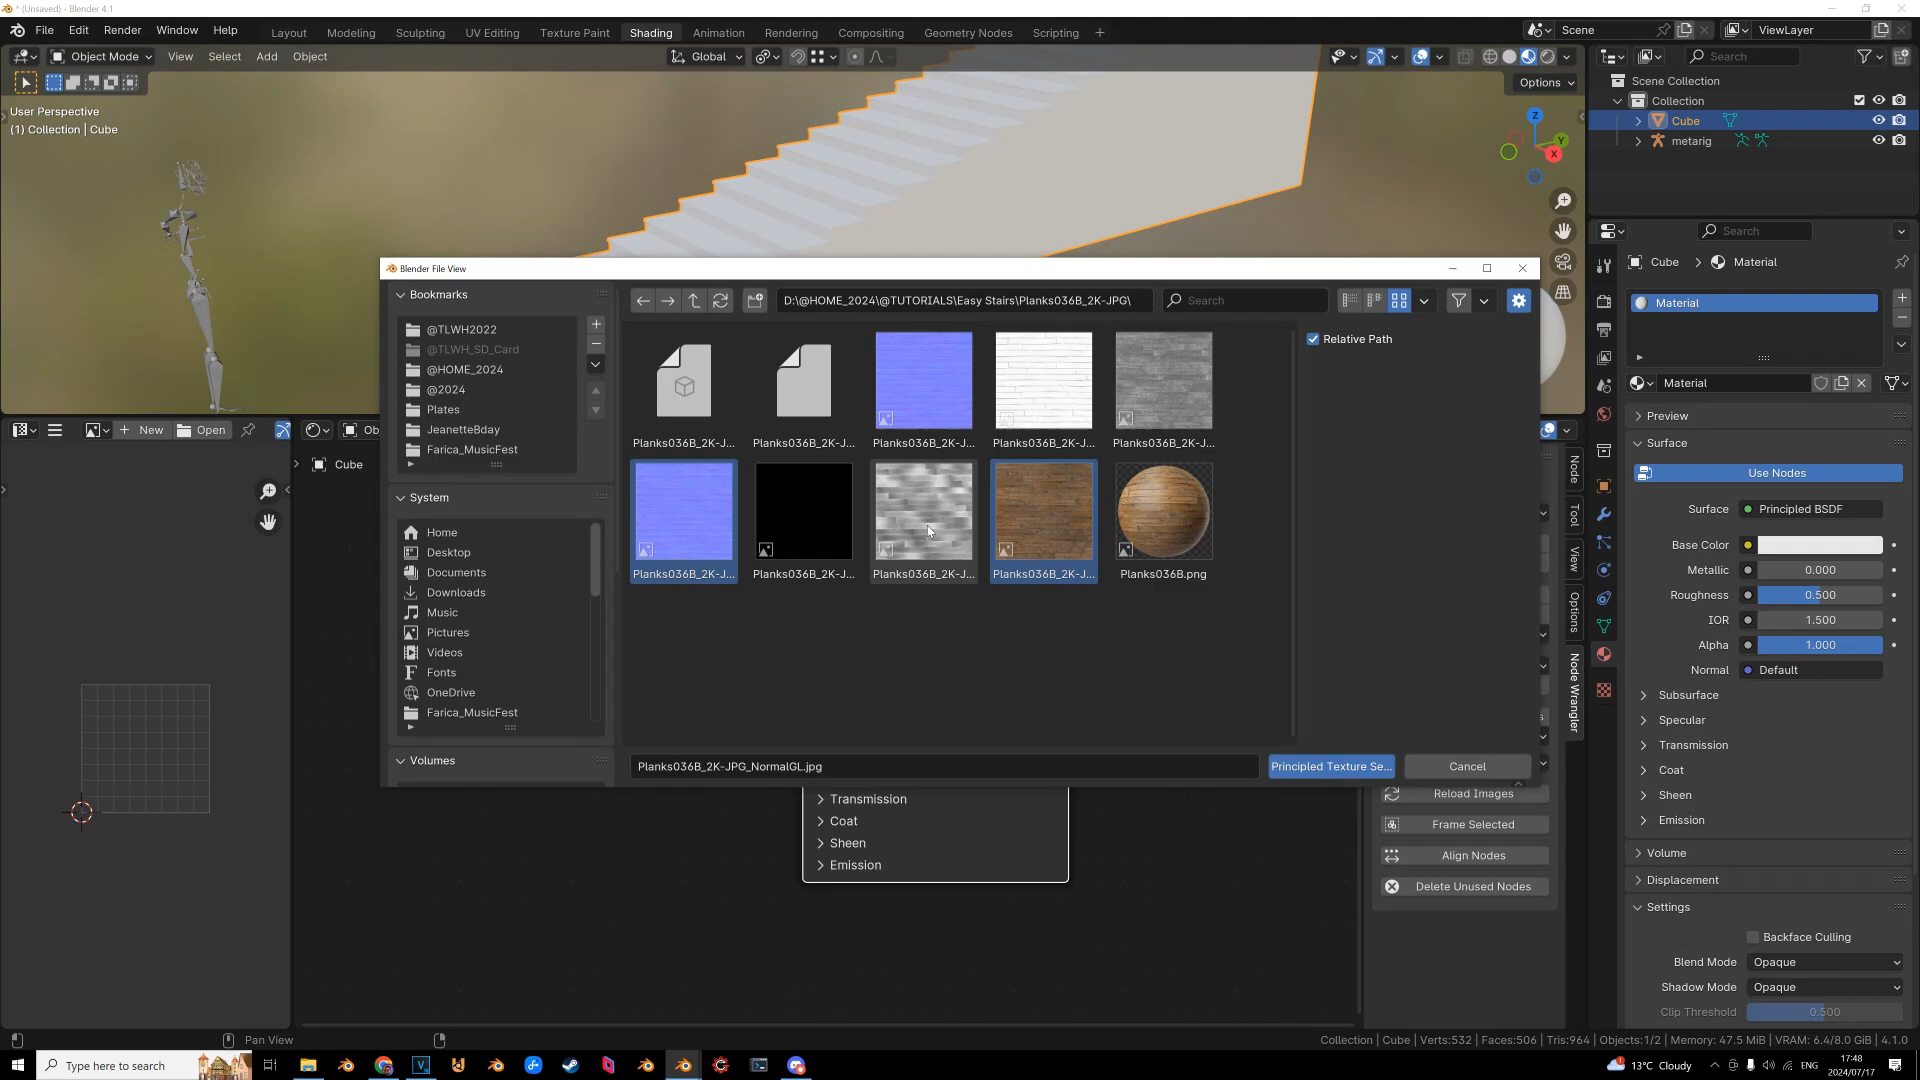 * (Unsaved) - Blender 4.1
File Edit Render Window Help
Layout Modeling Sculpting UV Editing Texture Paint Shading Animation Rendering Compositing Geometry Nodes Scripting
Scene
ViewLayer
Object Mode View Select Add Object
Global
Search
Options
User Perspective
(1) Collection | Cube
Z
Y
X
Scene Collection
Collection
Cube
metarig
Search
Cube > Material
Material
Material
Preview
Surface
Use Nodes
Surface Principled BSDF
Base Color
Metallic 0.000
Roughness 0.500
IOR 1.500
Alpha 1.000
Normal Default
Subsurface
Specular
Transmission
Coat
Sheen
Emission
Volume
Displacement
Settings
Backface Culling
Blend Mode Opaque
Shadow Mode Opaque
Clip Threshold 0.500
New Open
Ob
Cube
Blender File View
Bookmarks
@TLWH2022
@TLWH_SD_Card
@HOME_2024
@2024
Plates
JeanetteBday
Farica_MusicFest
System
Home
Desktop
Documents
Downloads
Music
Pictures
Videos
Fonts
OneDrive
Farica_MusicFest
Volumes
D:\@HOME_2024\@TUTORIALS\Easy Stairs\Planks036B_2K-JPG\
Search
Relative Path
Planks036B_2K-J... Planks036B_2K-J... Planks036B_2K-J... Planks036B_2K-J... Planks036B_2K-J...
Planks036B_2K-J... Planks036B_2K-J... Planks036B_2K-J... Planks036B_2K-J... Planks036B.png
Planks036B_2K-JPG_NormalGL.jpg
Principled Texture Se...
Cancel
Node
Tool
View
Options
Node Wrangler
Transmission
Coat
Sheen
Emission
Reload Images
Frame Selected
Align Nodes
Delete Unused Nodes
Pan View
Collection | Cube | Verts:532 | Faces:506 | Tris:964 | Objects:1/2 | Memory: 47.5 MiB | VRAM: 6.4/8.0 GiB | 4.1.0
Type here to search
13°C Cloudy
ENG
17:48
2024/07/17